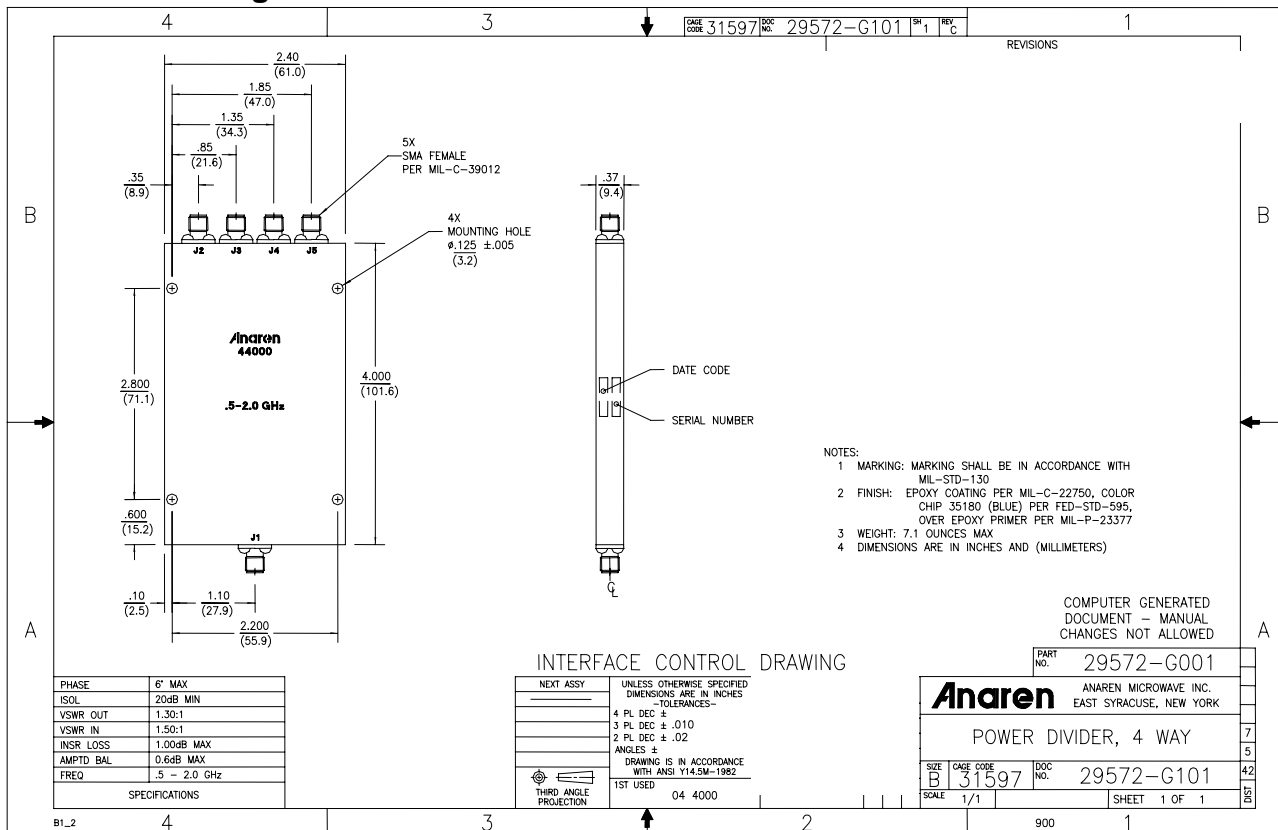 4 3 1
CAGE CODE 31597 DOC NO. 29572-G101 SH 1 REV C
REVISIONS
2.40
(61.0)
1.85
(47.0)
1.35
(34.3)
.85
(21.6)
.35
(8.9)
5X
SMA FEMALE
PER MIL-C-39012
4X
MOUNTING HOLE
ø.125 ±.005
(3.2)
.37
(9.4)
B B
J2 J3 J4 J5
Anaren
44000
.5-2.0 GHz
2.800
(71.1)
4.000
(101.6)
DATE CODE
SERIAL NUMBER
.600
(15.2)
J1
.10
(2.5)
1.10
(27.9)
2.200
(55.9)
℄
NOTES:
1 MARKING: MARKING SHALL BE IN ACCORDANCE WITH
MIL-STD-130
2 FINISH: EPOXY COATING PER MIL-C-22750, COLOR
CHIP 35180 (BLUE) PER FED-STD-595,
OVER EPOXY PRIMER PER MIL-P-23377
3 WEIGHT: 7.1 OUNCES MAX
4 DIMENSIONS ARE IN INCHES AND (MILLIMETERS)
A A
COMPUTER GENERATED
DOCUMENT - MANUAL
CHANGES NOT ALLOWED
INTERFACE CONTROL DRAWING
PHASE 6° MAX
ISOL 20dB MIN
VSWR OUT 1.30:1
VSWR IN 1.50:1
INSR LOSS 1.00dB MAX
AMPTD BAL 0.6dB MAX
FREQ .5 - 2.0 GHz
SPECIFICATIONS
NEXT ASSY
UNLESS OTHERWISE SPECIFIED
DIMENSIONS ARE IN INCHES
-TOLERANCES-
4 PL DEC ±
3 PL DEC ± .010
2 PL DEC ± .02
ANGLES ±
DRAWING IS IN ACCORDANCE
WITH ANSI Y14.5M-1982
THIRD ANGLE
PROJECTION
1ST USED
04 4000
PART NO. 29572-G001
Anaren
ANAREN MICROWAVE INC.
EAST SYRACUSE, NEW YORK
POWER DIVIDER, 4 WAY
7
5
42
DIST
SIZE B CAGE CODE 31597 DOC NO. 29572-G101
SCALE 1/1 SHEET 1 OF 1
B1_2 4 3 2 900 1